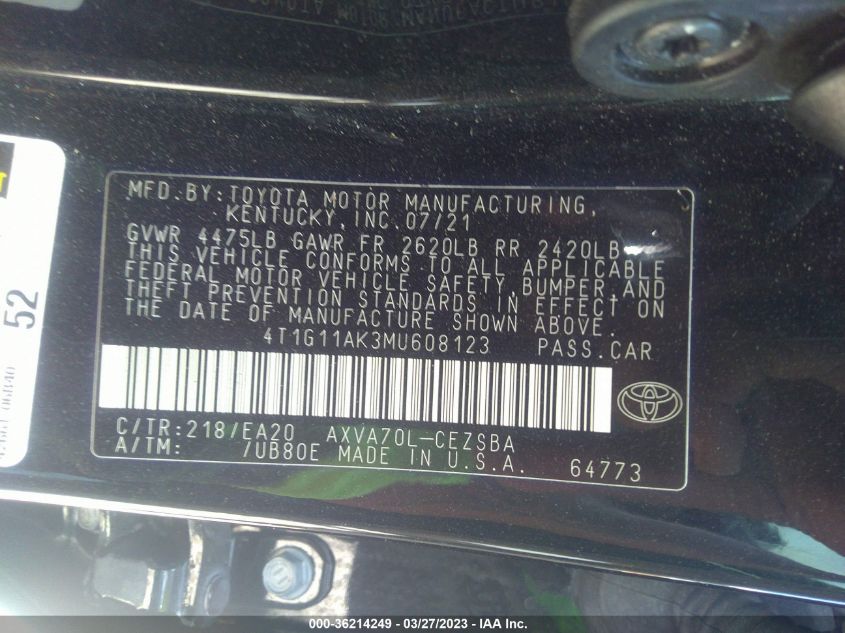 MFD.BY:TOYOTA MOTOR MANUFACTURING,
KENTUCKY,INC.07/21
GVWR 4475LB GAWR FR 2620LB RR 2420LB
THIS VEHICLE CONFORMS TO ALL APPLICABLE
FEDERAL MOTOR VEHICLE SAFETY,BUMPER,AND
THEFT PREVENTION STANDARDS IN EFFECT ON
THE DATE OF MANUFACTURE SHOWN ABOVE.
4T1G11AK3MU608123 PASS.CAR
C/TR:218/EA20 AXVA70L-CEZSBA
A/TM: /UB80E MADE IN U.S.A. 64773
52
000-36214249 - 03/27/2023 - IAA Inc.